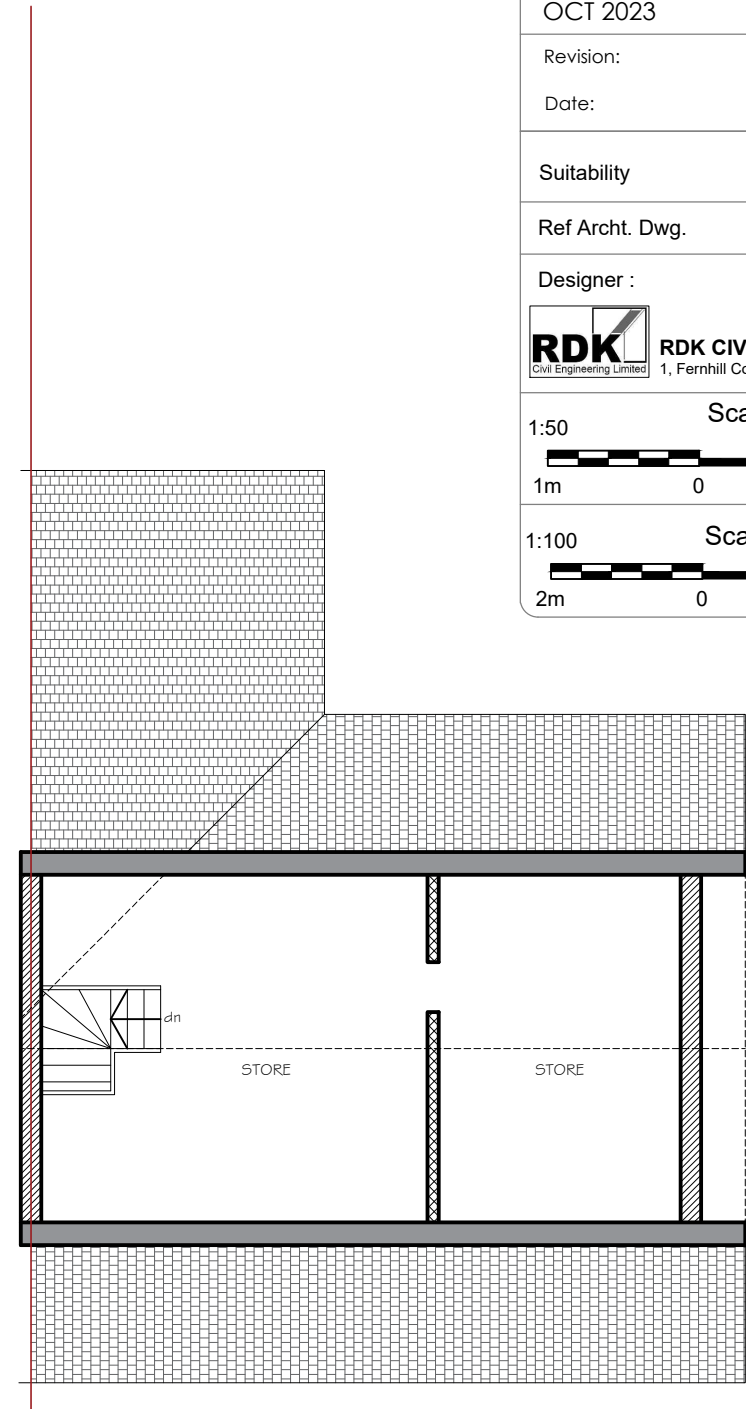 OCT 2023
Revision:
Date:
Suitability
Ref Archt. Dwg.
Designer :
RDK
Civil Engineering Limited
RDK CIV
1, Fernhill Co
1:50
Sca
1m 0
1:100
Sca
2m 0
dn
STORE STORE